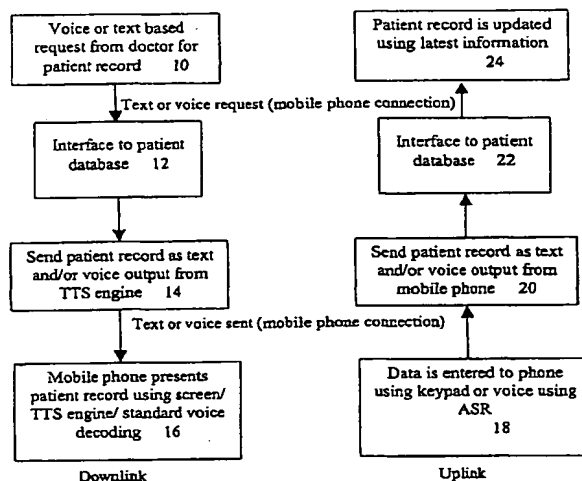 Voice or text based
request from doctor for
patient record 10
Text or voice request (mobile phone connection)
Interface to patient
database 12
Send patient record as text
and/or voice output from
TTS engine 14
Text or voice sent (mobile phone connection)
Mobile phone presents
patient record using screen/
TTS engine/ standard voice
decoding 16
Downlink
Patient record is updated
using latest information
24
Interface to patient
database 22
Send patient record as text
and/or voice output from
mobile phone 20
Data is entered to phone
using keypad or voice using
ASR
18
Uplink